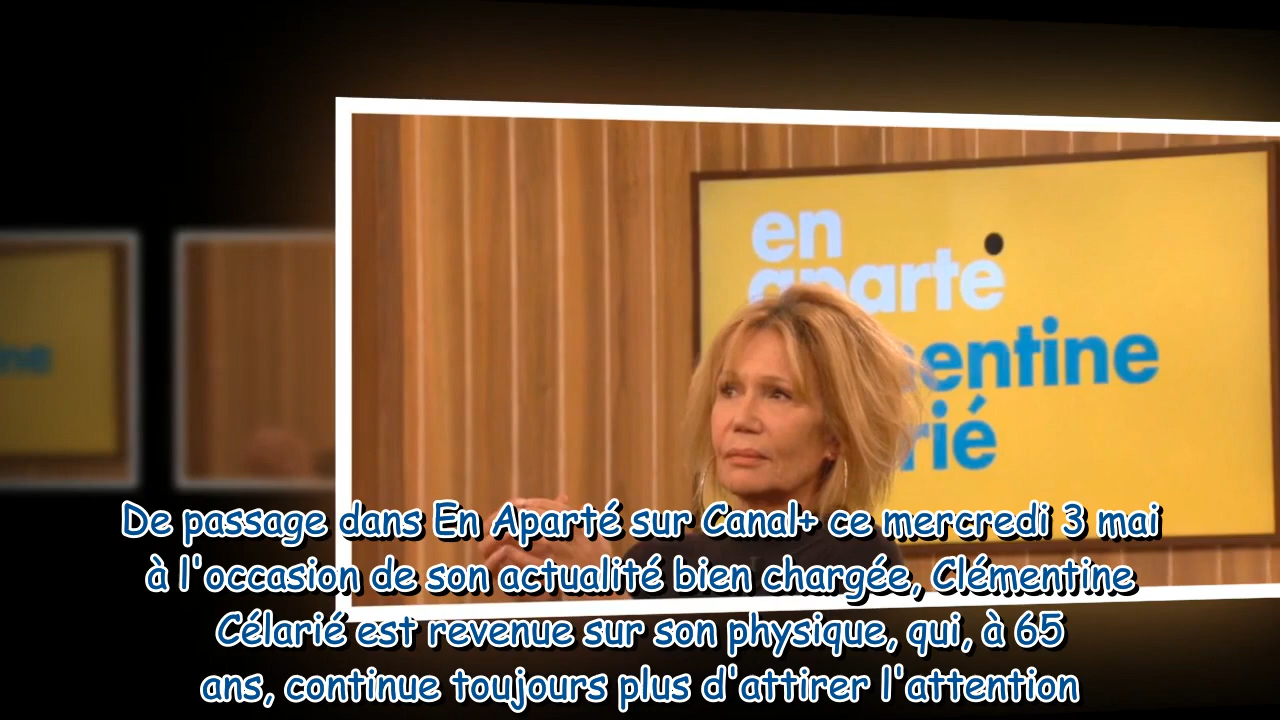 en
aparté
entine
rié
ne
De passage dans En Aparté sur Canal+ ce mercredi 3 mai
à l'occasion de son actualité bien chargée, Clémentine
Célarié est revenue sur son physique, qui, à 65
ans, continue toujours plus d'attirer l'attention